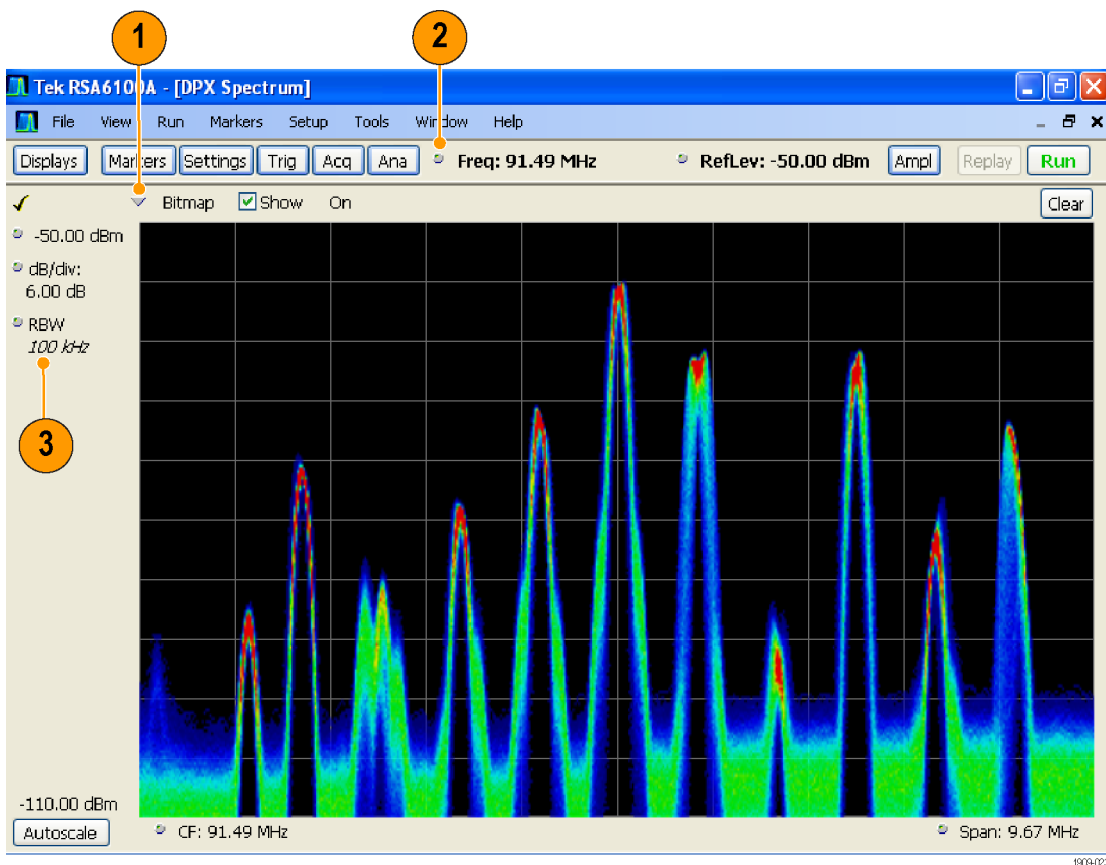 1
2
Tek RSA6100A - [DPX Spectrum]
File View Run Markers Setup Tools Window Help
Displays Markers Settings Trig Acq Ana Freq: 91.49 MHz RefLev: -50.00 dBm Ampl Replay Run
Bitmap Show On Clear
-50.00 dBm
dB/div:
6.00 dB
RBW
100 kHz
3
-110.00 dBm
Autoscale CF: 91.49 MHz Span: 9.67 MHz